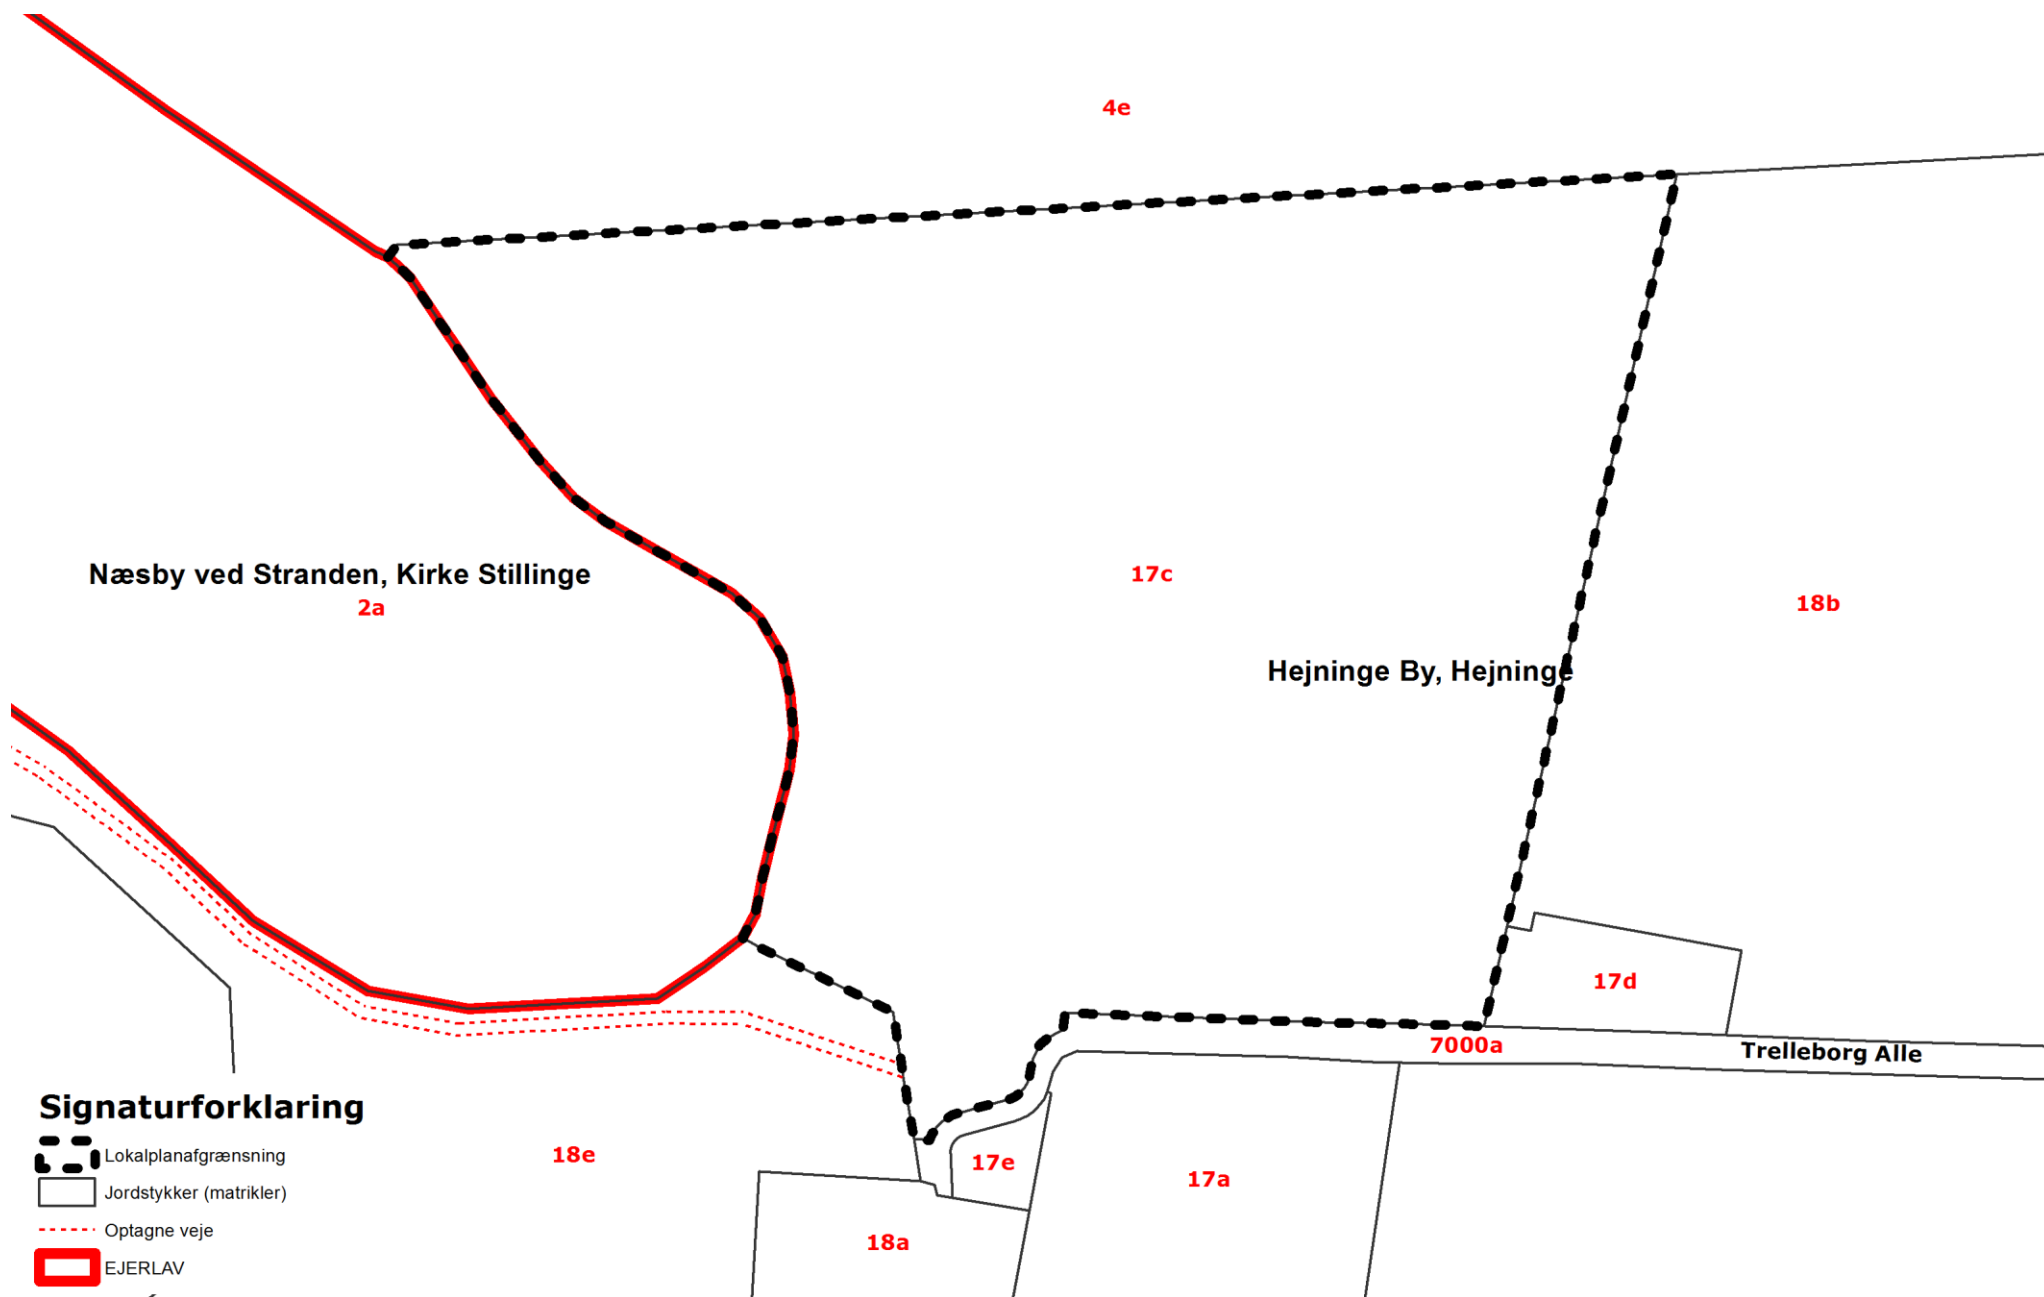 4e
Næsby ved Stranden, Kirke Stillinge
2a
17c
18b
Hejninge By, Hejninge
17d
7000a
Trelleborg Alle
18e
17e
17a
18a
Signaturforklaring
Lokalplanafgrænsning
Jordstykker (matrikler)
Optagne veje
EJERLAV